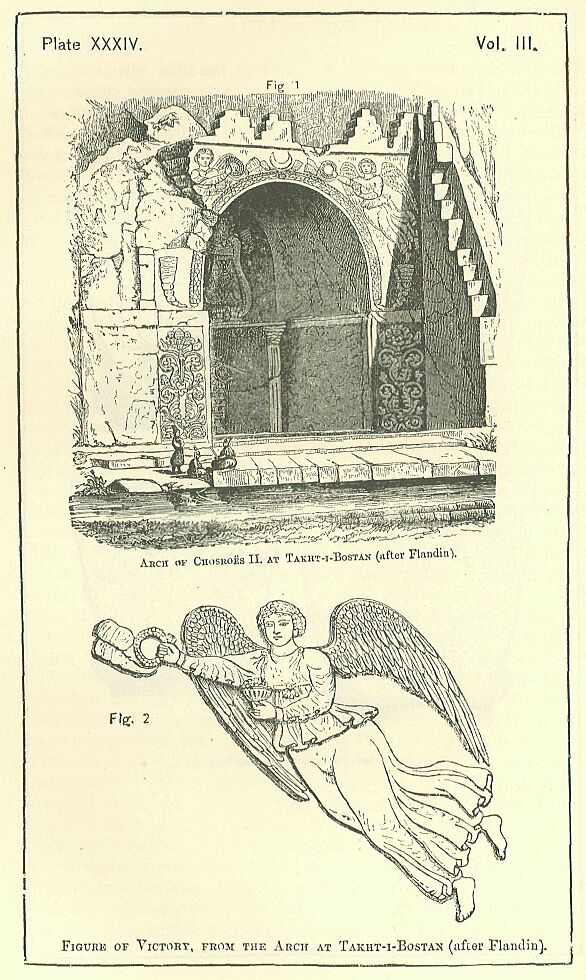 Plate XXXIV.
Vol. III.
Fig 1
Arch of Chosroës II. at Takht-i-Bostan (after Flandin).
Fig. 2
Figure of Victory, from the Arch at Takht-i-Bostan (after Flandin).